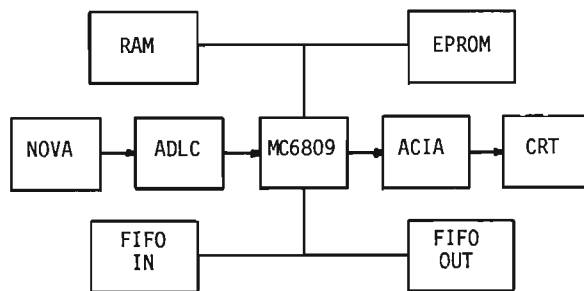 RAM
EPROM
NOVA
ADLC
MC6809
ACIA
CRT
FIFO
IN
FIFO
OUT